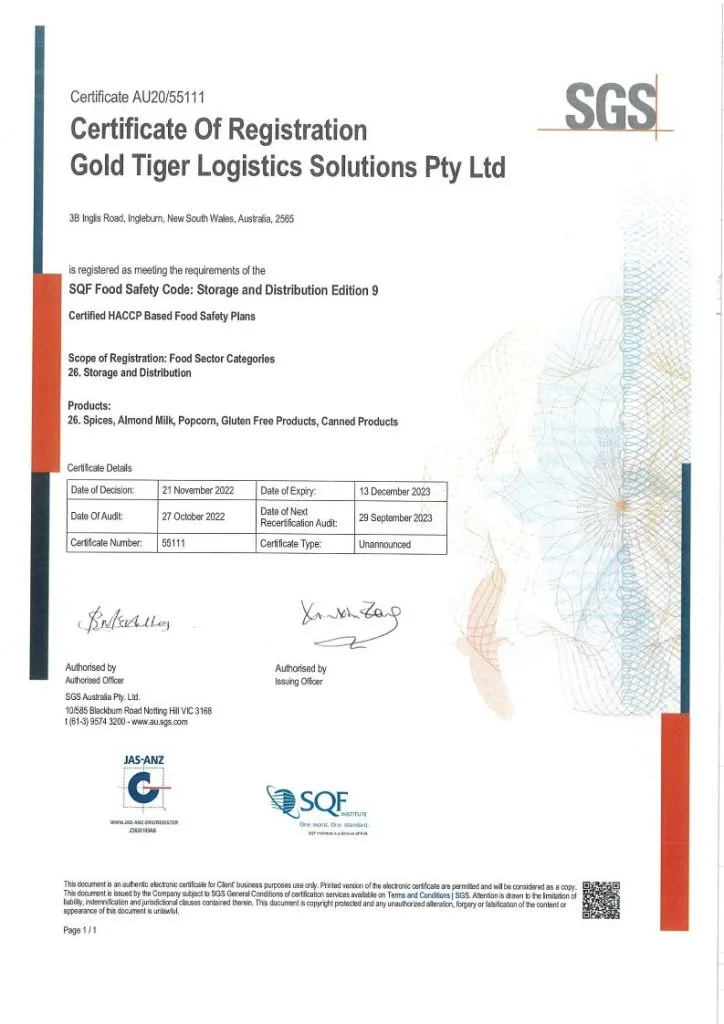 Certificate AU20/55111
SGS
Certificate Of Registration
Gold Tiger Logistics Solutions Pty Ltd
3B Inglis Road, Ingleburn, New South Wales, Australia, 2565
is registered as meeting the requirements of the
SQF Food Safety Code: Storage and Distribution Edition 9
Certified HACCP Based Food Safety Plans
Scope of Registration: Food Sector Categories
26. Storage and Distribution
Products:
26. Spices, Almond Milk, Popcorn, Gluten Free Products, Canned Products
Certificate Details
Date of Decision: 21 November 2022 Date of Expiry: 13 December 2023
Date Of Audit: 27 October 2022 Date of Next Recertification Audit: 29 September 2023
Certificate Number: 55111 Certificate Type: Unannounced
Authorised by Authorised by
Authorised Officer Issuing Officer
SGS Australia Pty. Ltd.
10/585 Blackburn Road Notting Hill VIC 3168
t (61-3) 9574 3200 - www.au.sgs.com
JAS-ANZ
WWW.JAS-ANZ.ORG/REGISTER
SQF
INSTITUTE
One world. One standard.
This document is an authentic electronic certificate for Client' business purposes use only. Printed version of the electronic certificate are permitted and will be considered as a copy.
This document is issued by the Company subject to SGS General Conditions of certification services available on Terms and Conditions | SGS. Attention is drawn to the limitation of
liability, indemnification and jurisdictional clauses contained therein. This document is copyright protected and any unauthorized alteration, forgery or falsification of the content or
appearance of this document is unlawful.
Page 1 / 1